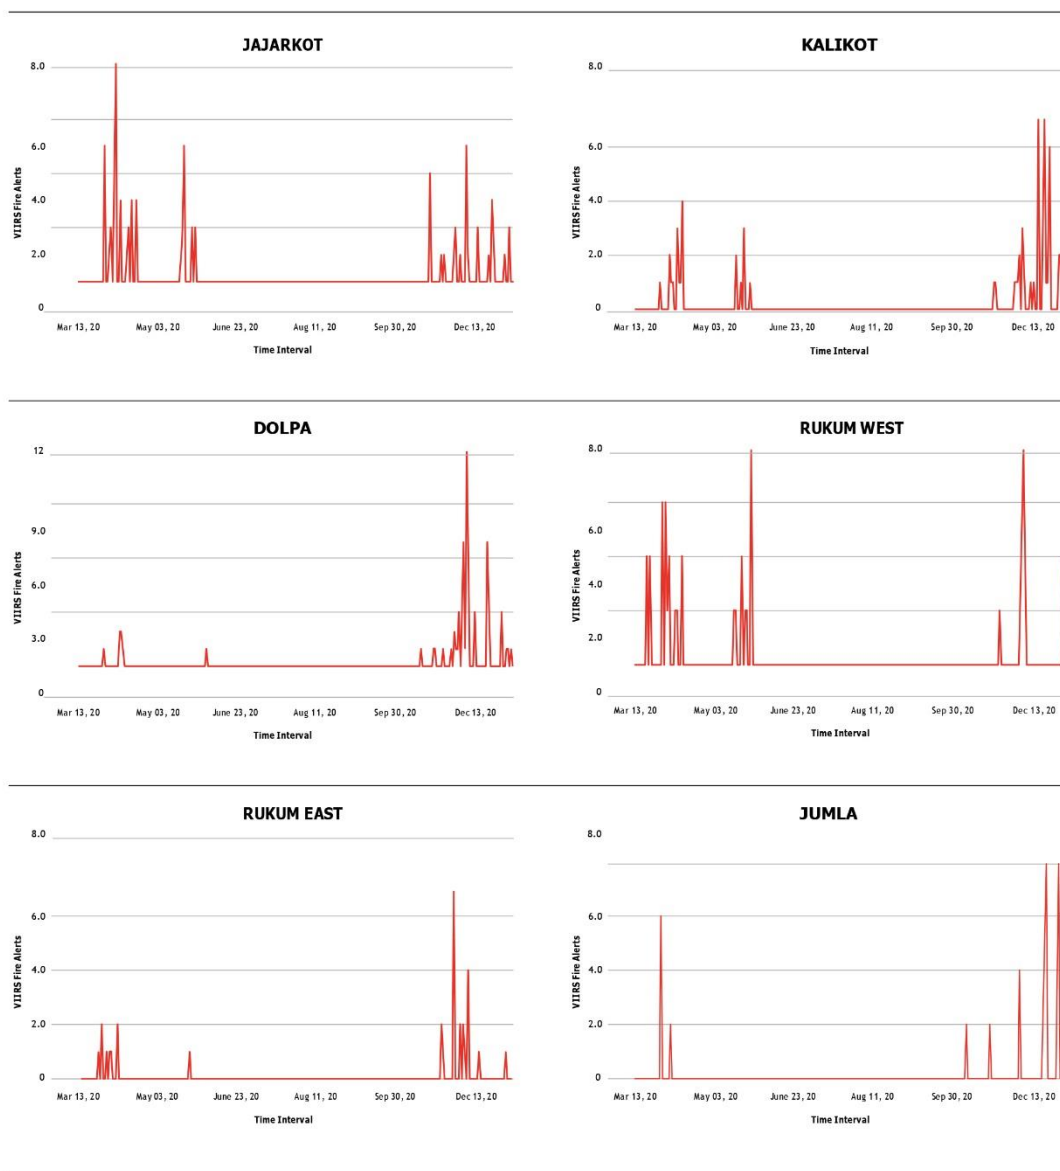 JAJARKOT
8.0
6.0
4.0
2.0
0
VIIRS Fire Alerts
Mar 13, 20 May 03, 20 June 23, 20 Aug 11, 20 Sep 30, 20 Dec 13, 20
Time Interval
KALIKOT
8.0
6.0
4.0
2.0
0
VIIRS Fire Alerts
Mar 13, 20 May 03, 20 June 23, 20 Aug 11, 20 Sep 30, 20 Dec 13, 20
Time Interval
DOLPA
12
9.0
6.0
3.0
0
VIIRS Fire Alerts
Mar 13, 20 May 03, 20 June 23, 20 Aug 11, 20 Sep 30, 20 Dec 13, 20
Time Interval
RUKUM WEST
8.0
6.0
4.0
2.0
0
VIIRS Fire Alerts
Mar 13, 20 May 03, 20 June 23, 20 Aug 11, 20 Sep 30, 20 Dec 13, 20
Time Interval
RUKUM EAST
8.0
6.0
4.0
2.0
0
VIIRS Fire Alerts
Mar 13, 20 May 03, 20 June 23, 20 Aug 11, 20 Sep 30, 20 Dec 13, 20
Time Interval
JUMLA
8.0
6.0
4.0
2.0
0
VIIRS Fire Alerts
Mar 13, 20 May 03, 20 June 23, 20 Aug 11, 20 Sep 30, 20 Dec 13, 20
Time Interval